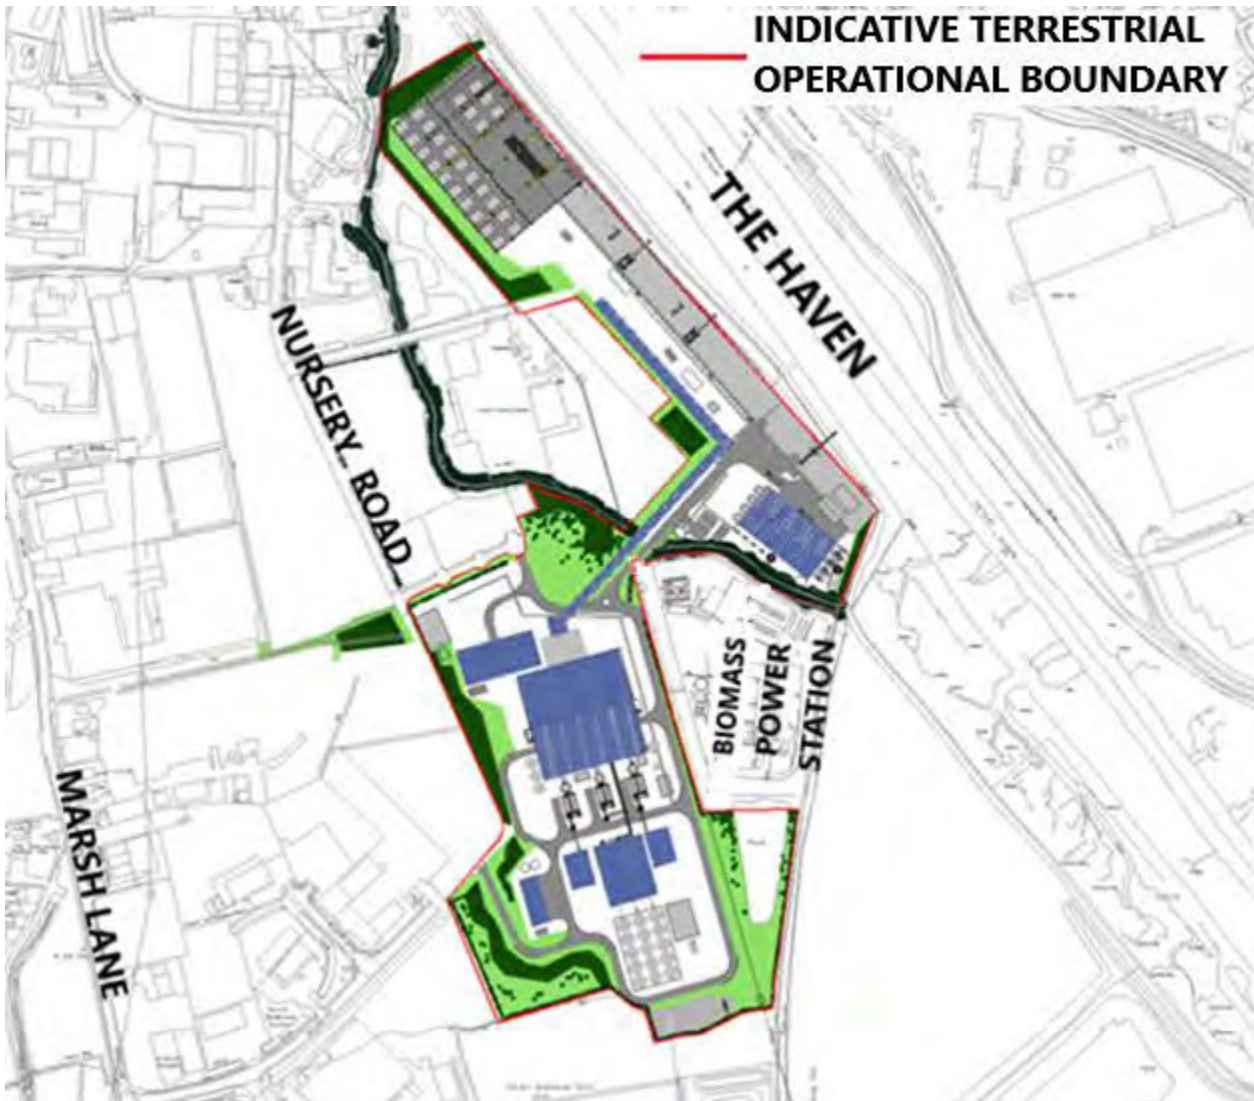 INDICATIVE TERRESTRIAL
OPERATIONAL BOUNDARY
THE HAVEN
NURSERY ROAD
BIOMASS
POWER
STATION
MARSH LANE